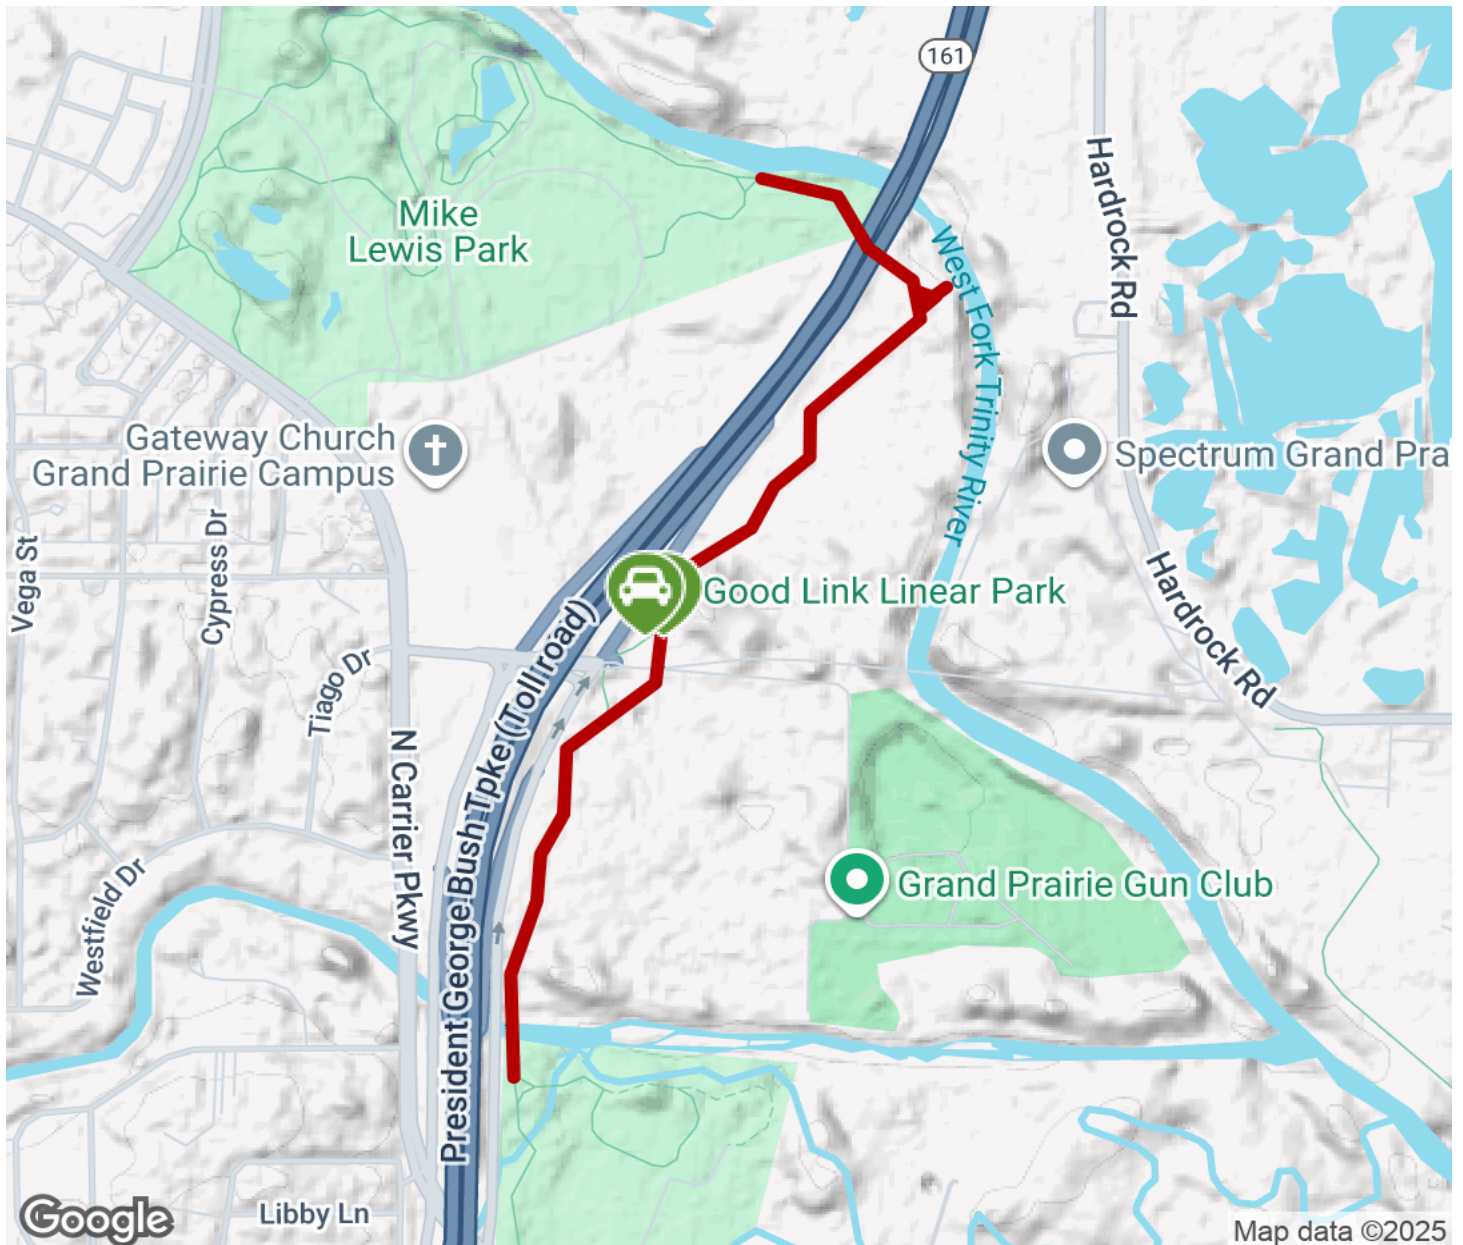 161
Hardrock Rd
Mike
Lewis Park
West Fork Trinity River
Gateway Church
Grand Prairie Campus
Spectrum Grand Pra
Vega St
Cypress Dr
Good Link Linear Park
Hardrock Rd
Tiago Dr
President George Bush Tpke (Tollroad)
N Carrier Pkwy
Westfield Dr
Grand Prairie Gun Club
Libby Ln
Google
Map data ©2025